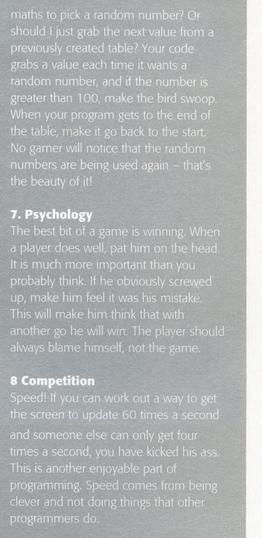 maths to pick a random number? Or
should I just grab the next value from a
previously created table? Your code
grabs a value each time it wants a
random number, and if the number is
greater than 100, make the bird swoop.
When your program gets to the end of
the table, make it go back to the start.
No gamer will notice that the random
numbers are being used again – that's
the beauty of it!
7. Psychology
The best bit of a game is winning. When
a player does well, pat him on the head.
It is much more important than you
probably think. If he obviously screwed
up, make him feel it was his mistake.
This will make him think that with
another go he will win. The player should
always blame himself, not the game.
8 Competition
Speed! If you can work out a way to get
the screen to update 60 times a second
and someone else can only get four
times a second, you have kicked his ass.
This is another enjoyable part of
programming. Speed comes from being
clever and not doing things that other
programmers do.